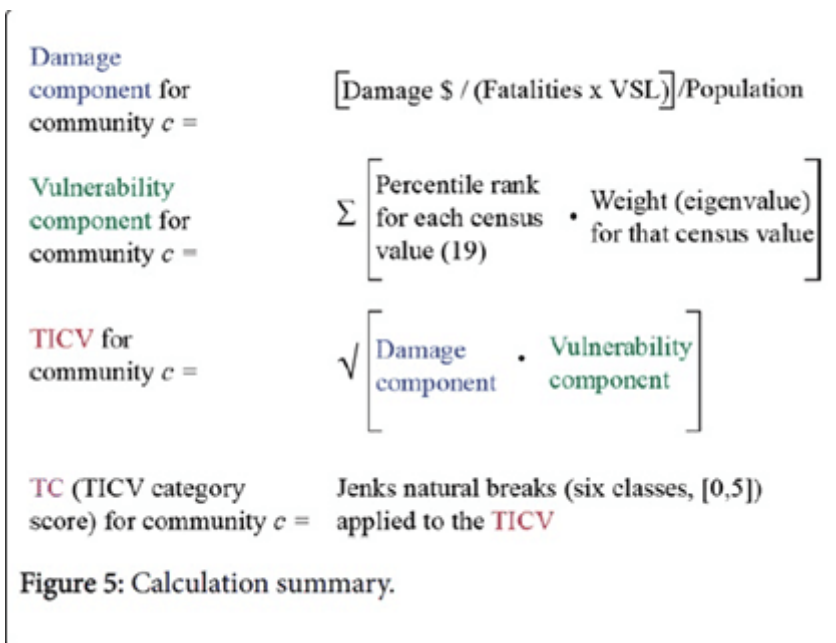 Damage
component for
community c =
[Damage $ / (Fatalities x VSL)]/Population
Vulnerability
component for
community c =
Σ [Percentile rank
for each census
value (19)
• Weight (eigenvalue)
for that census value]
TICV for
community c =
√ [Damage
component
• Vulnerability
component]
TC (TICV category
score) for community c =
Jenks natural breaks (six classes, [0,5])
applied to the TICV
Figure 5: Calculation summary.